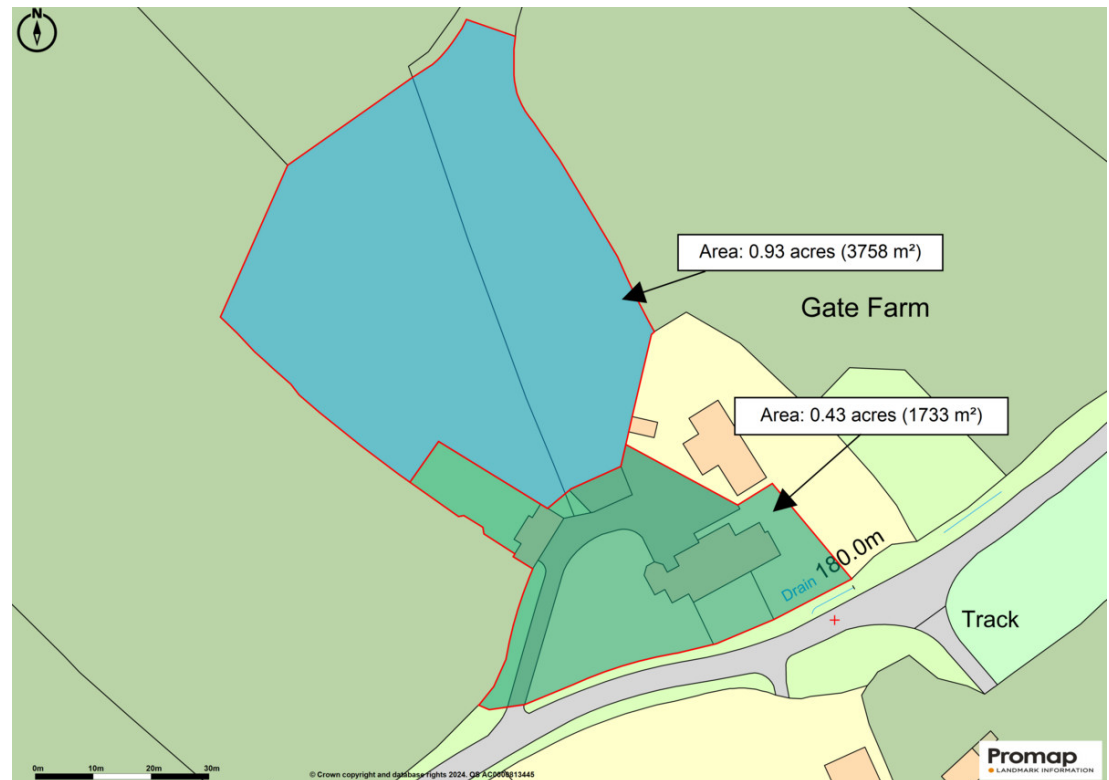 N
Area: 0.93 acres (3758 m²)
Gate Farm
Area: 0.43 acres (1733 m²)
Drain
180.0m
Track
0m 10m 20m 30m
© Crown copyright and database rights 2024. OS AC0000813445
Promap
LANDMARK INFORMATION